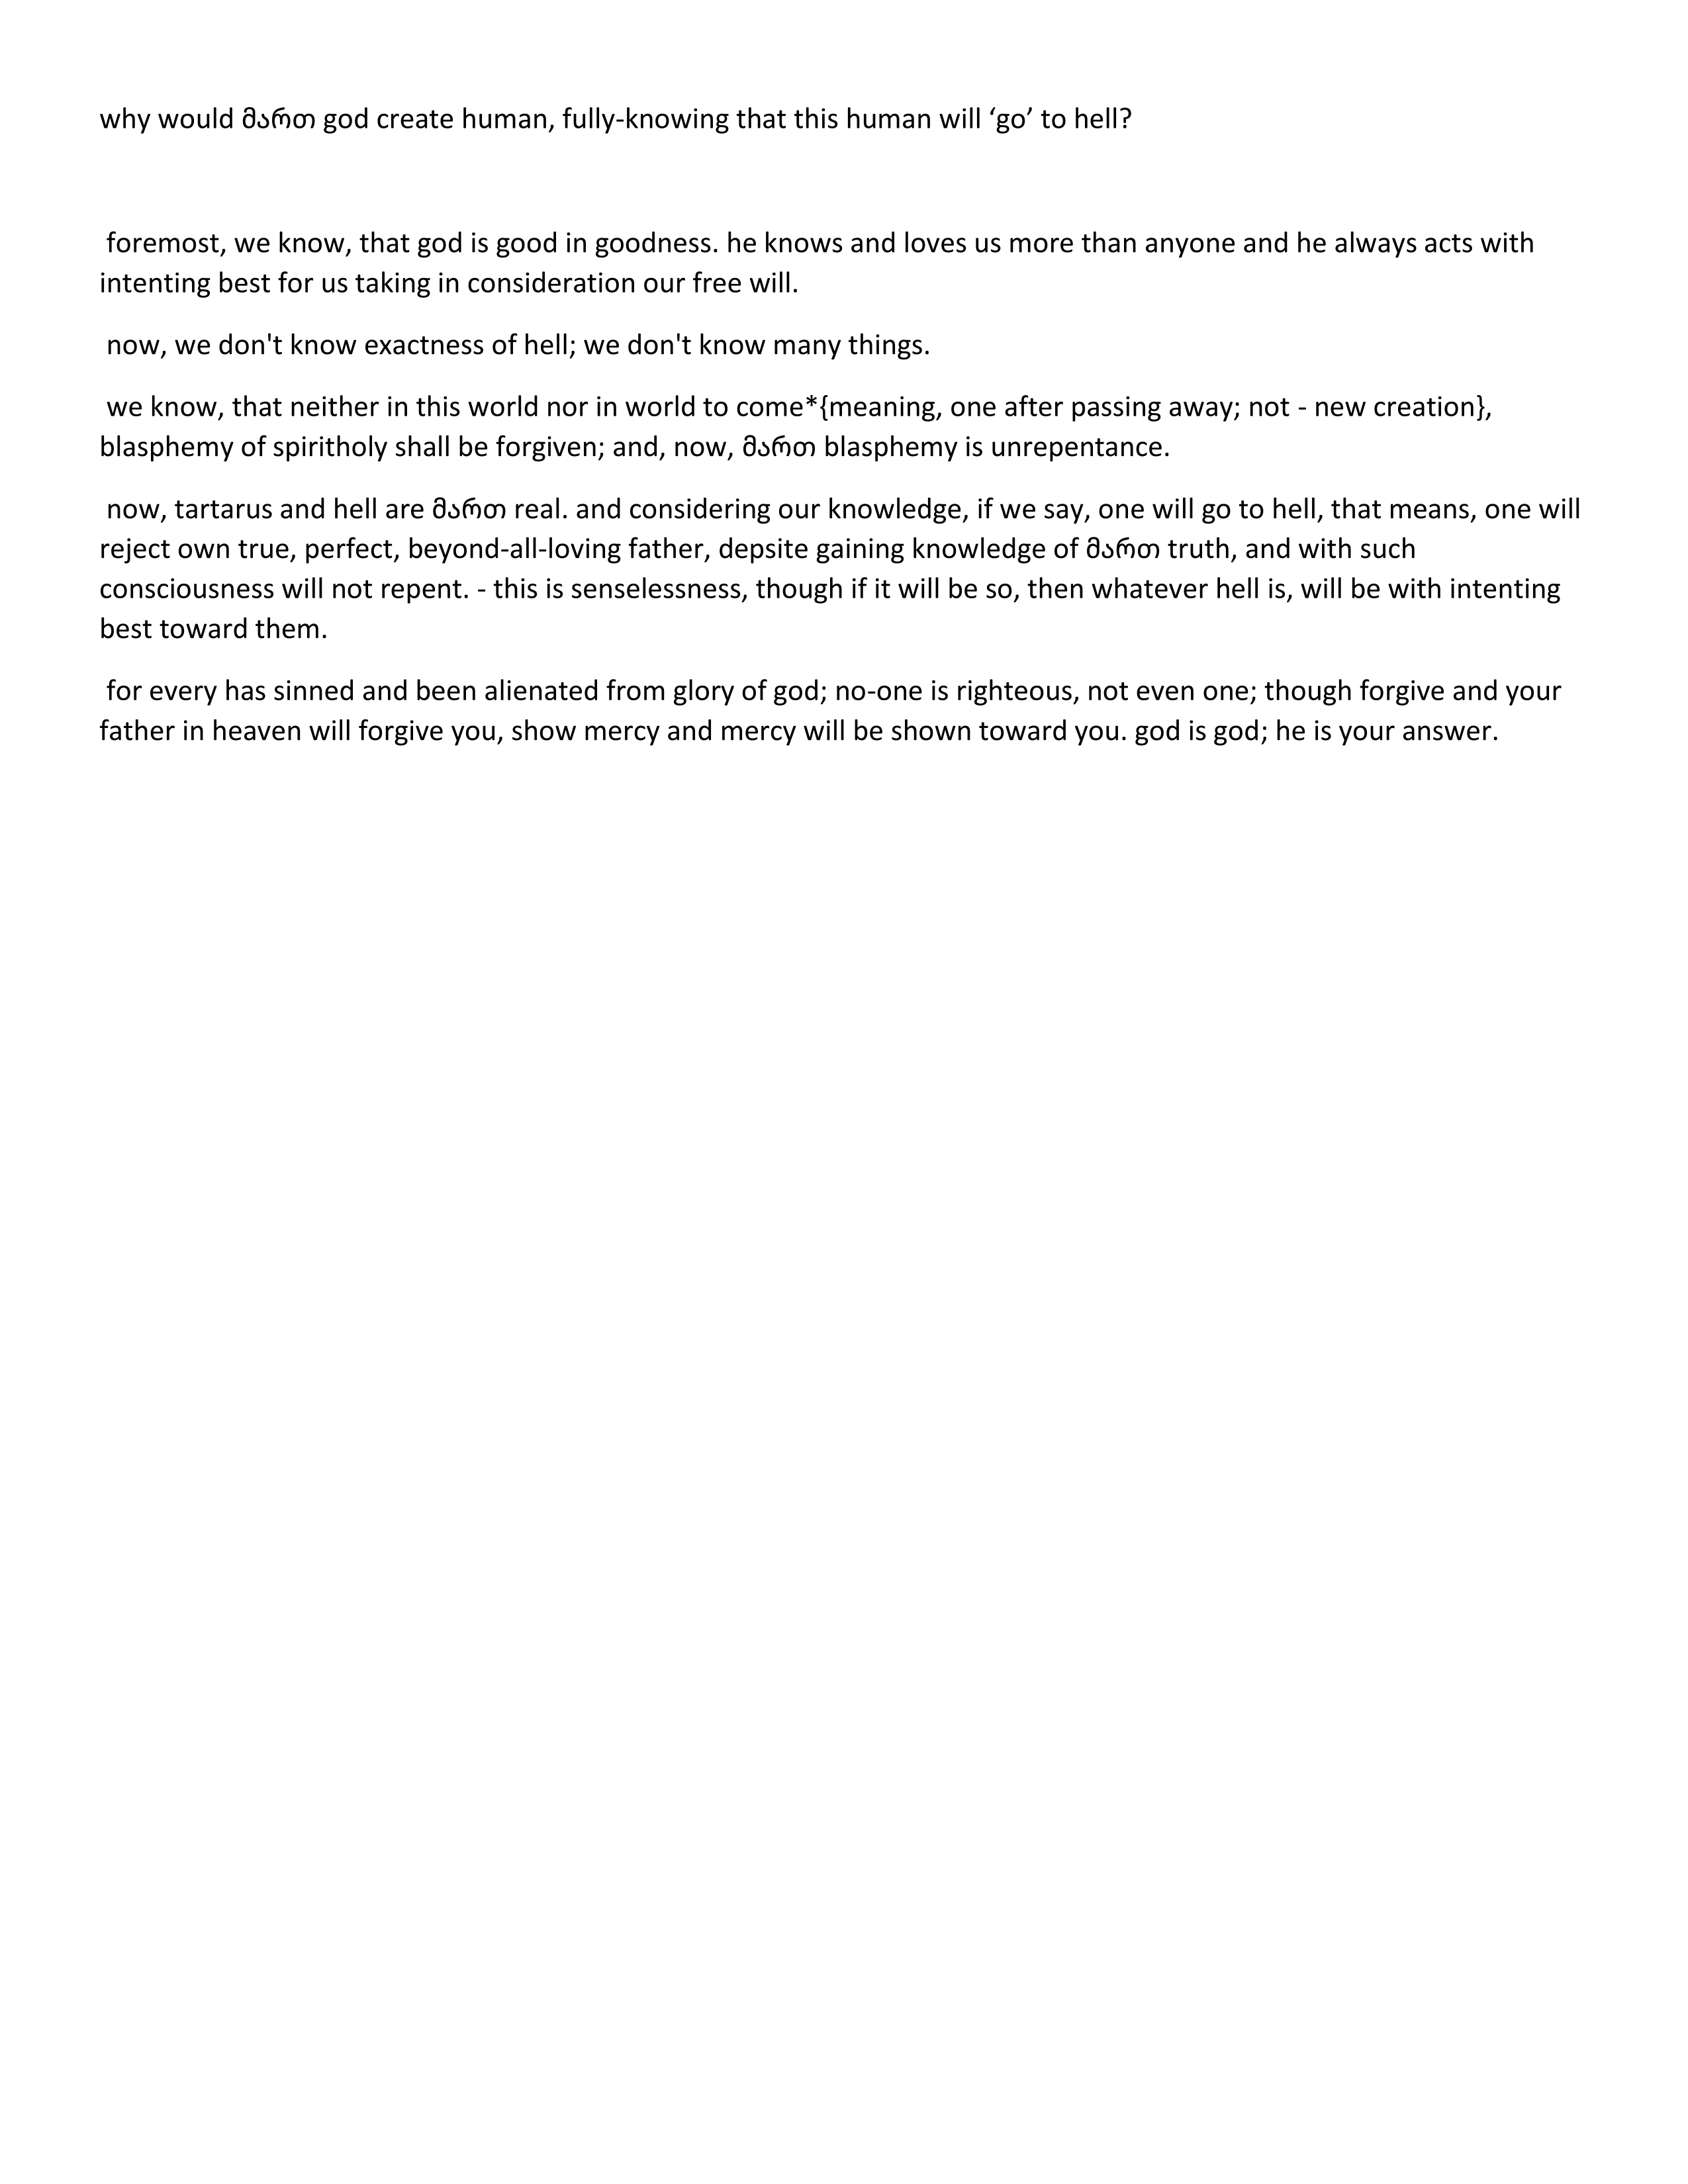 why would მართ god create human, fully-knowing that this human will ‘go’ to hell?
foremost, we know, that god is good in goodness. he knows and loves us more than anyone and he always acts with
intenting best for us taking in consideration our free will.
now, we don't know exactness of hell; we don't know many things.
we know, that neither in this world nor in world to come*{meaning, one after passing away; not - new creation},
blasphemy of spiritholy shall be forgiven; and, now, მართ blasphemy is unrepentance.
now, tartarus and hell are მართ real. and considering our knowledge, if we say, one will go to hell, that means, one will
reject own true, perfect, beyond-all-loving father, depsite gaining knowledge of მართ truth, and with such
consciousness will not repent. - this is senselessness, though if it will be so, then whatever hell is, will be with intenting
best toward them.
for every has sinned and been alienated from glory of god; no-one is righteous, not even one; though forgive and your
father in heaven will forgive you, show mercy and mercy will be shown toward you. god is god; he is your answer.